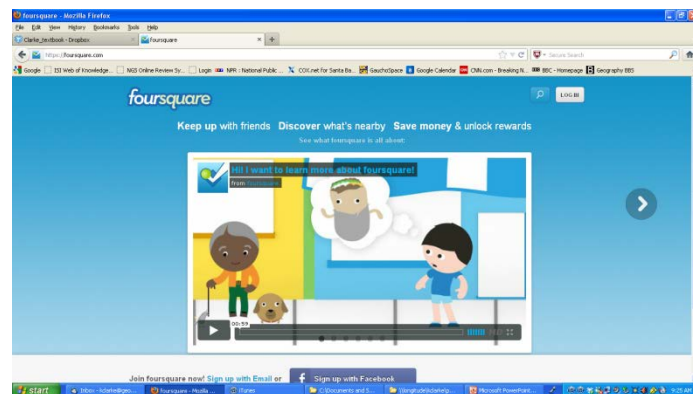 foursquare - Mozilla Firefox
File Edit View History Bookmarks Tools Help
Clarke_textbook - Dropbox foursquare
https://foursquare.com
Google ISI Web of Knowledge... NGS Online Review Sy... Login NPR : National Public ... COX.net for Santa Ba... GauchoSpace Google Calendar CNN.com - Breaking N... BBC - Homepage Geography BBS
foursquare LOG IN
Keep up with friends Discover what's nearby Save money & unlock rewards
See what foursquare is all about:
Hi! I want to learn more about foursquare!
from foursquare
00:59
Join foursquare now! Sign up with Email or Sign up with Facebook
start foursquare - Mozilla ... iTunes C:\Documents and S... Microsoft PowerPoint... 9:25 AM